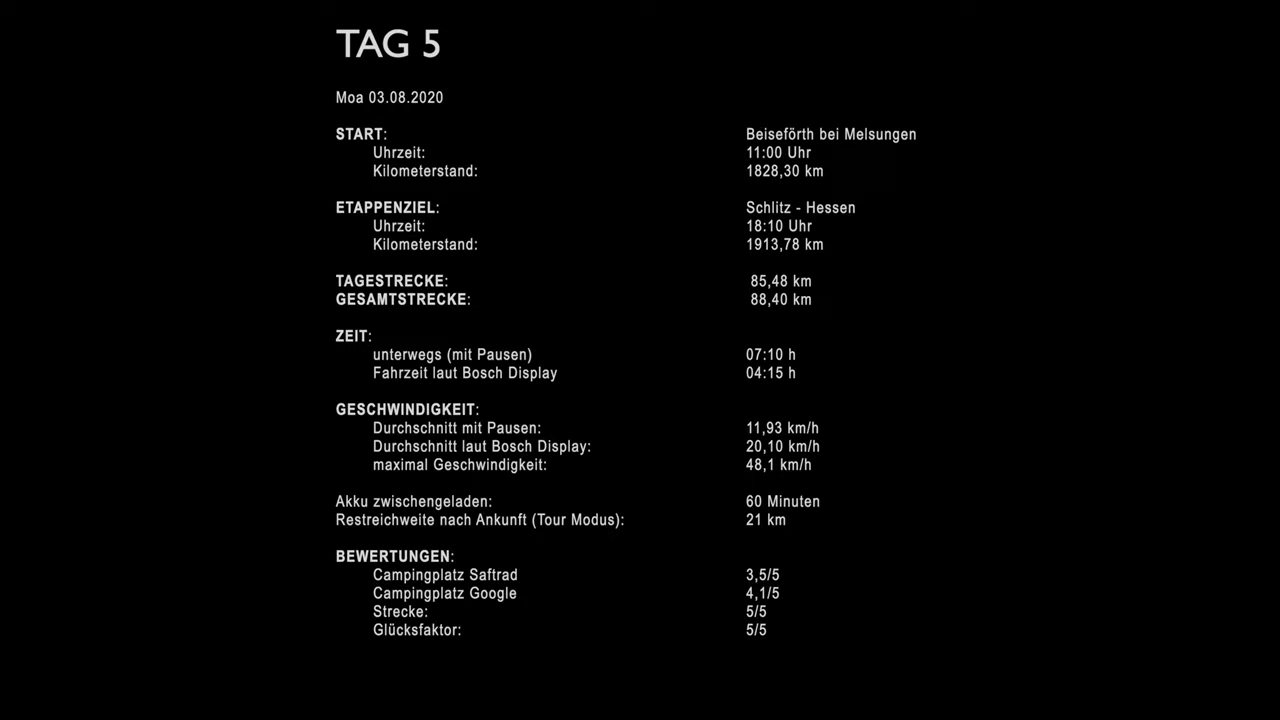 TAG 5
Moa 03.08.2020
START: Beiseförth bei Melsungen
Uhrzeit: 11:00 Uhr
Kilometerstand: 1828,30 km
ETAPPENZIEL: Schlitz - Hessen
Uhrzeit: 18:10 Uhr
Kilometerstand: 1913,78 km
TAGESTRECKE: 85,48 km
GESAMTSTRECKE: 88,40 km
ZEIT:
unterwegs (mit Pausen) 07:10 h
Fahrzeit laut Bosch Display 04:15 h
GESCHWINDIGKEIT:
Durchschnitt mit Pausen: 11,93 km/h
Durchschnitt laut Bosch Display: 20,10 km/h
maximal Geschwindigkeit: 48,1 km/h
Akku zwischengeladen: 60 Minuten
Restreichweite nach Ankunft (Tour Modus): 21 km
BEWERTUNGEN:
Campingplatz Saftrad 3,5/5
Campingplatz Google 4,1/5
Strecke: 5/5
Glücksfaktor: 5/5